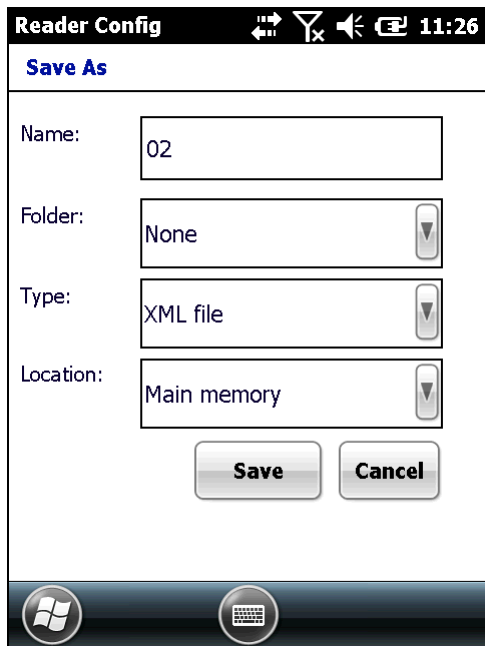 Reader Config 11:26
Save As
Name: 02
Folder: None
Type: XML file
Location: Main memory
Save Cancel